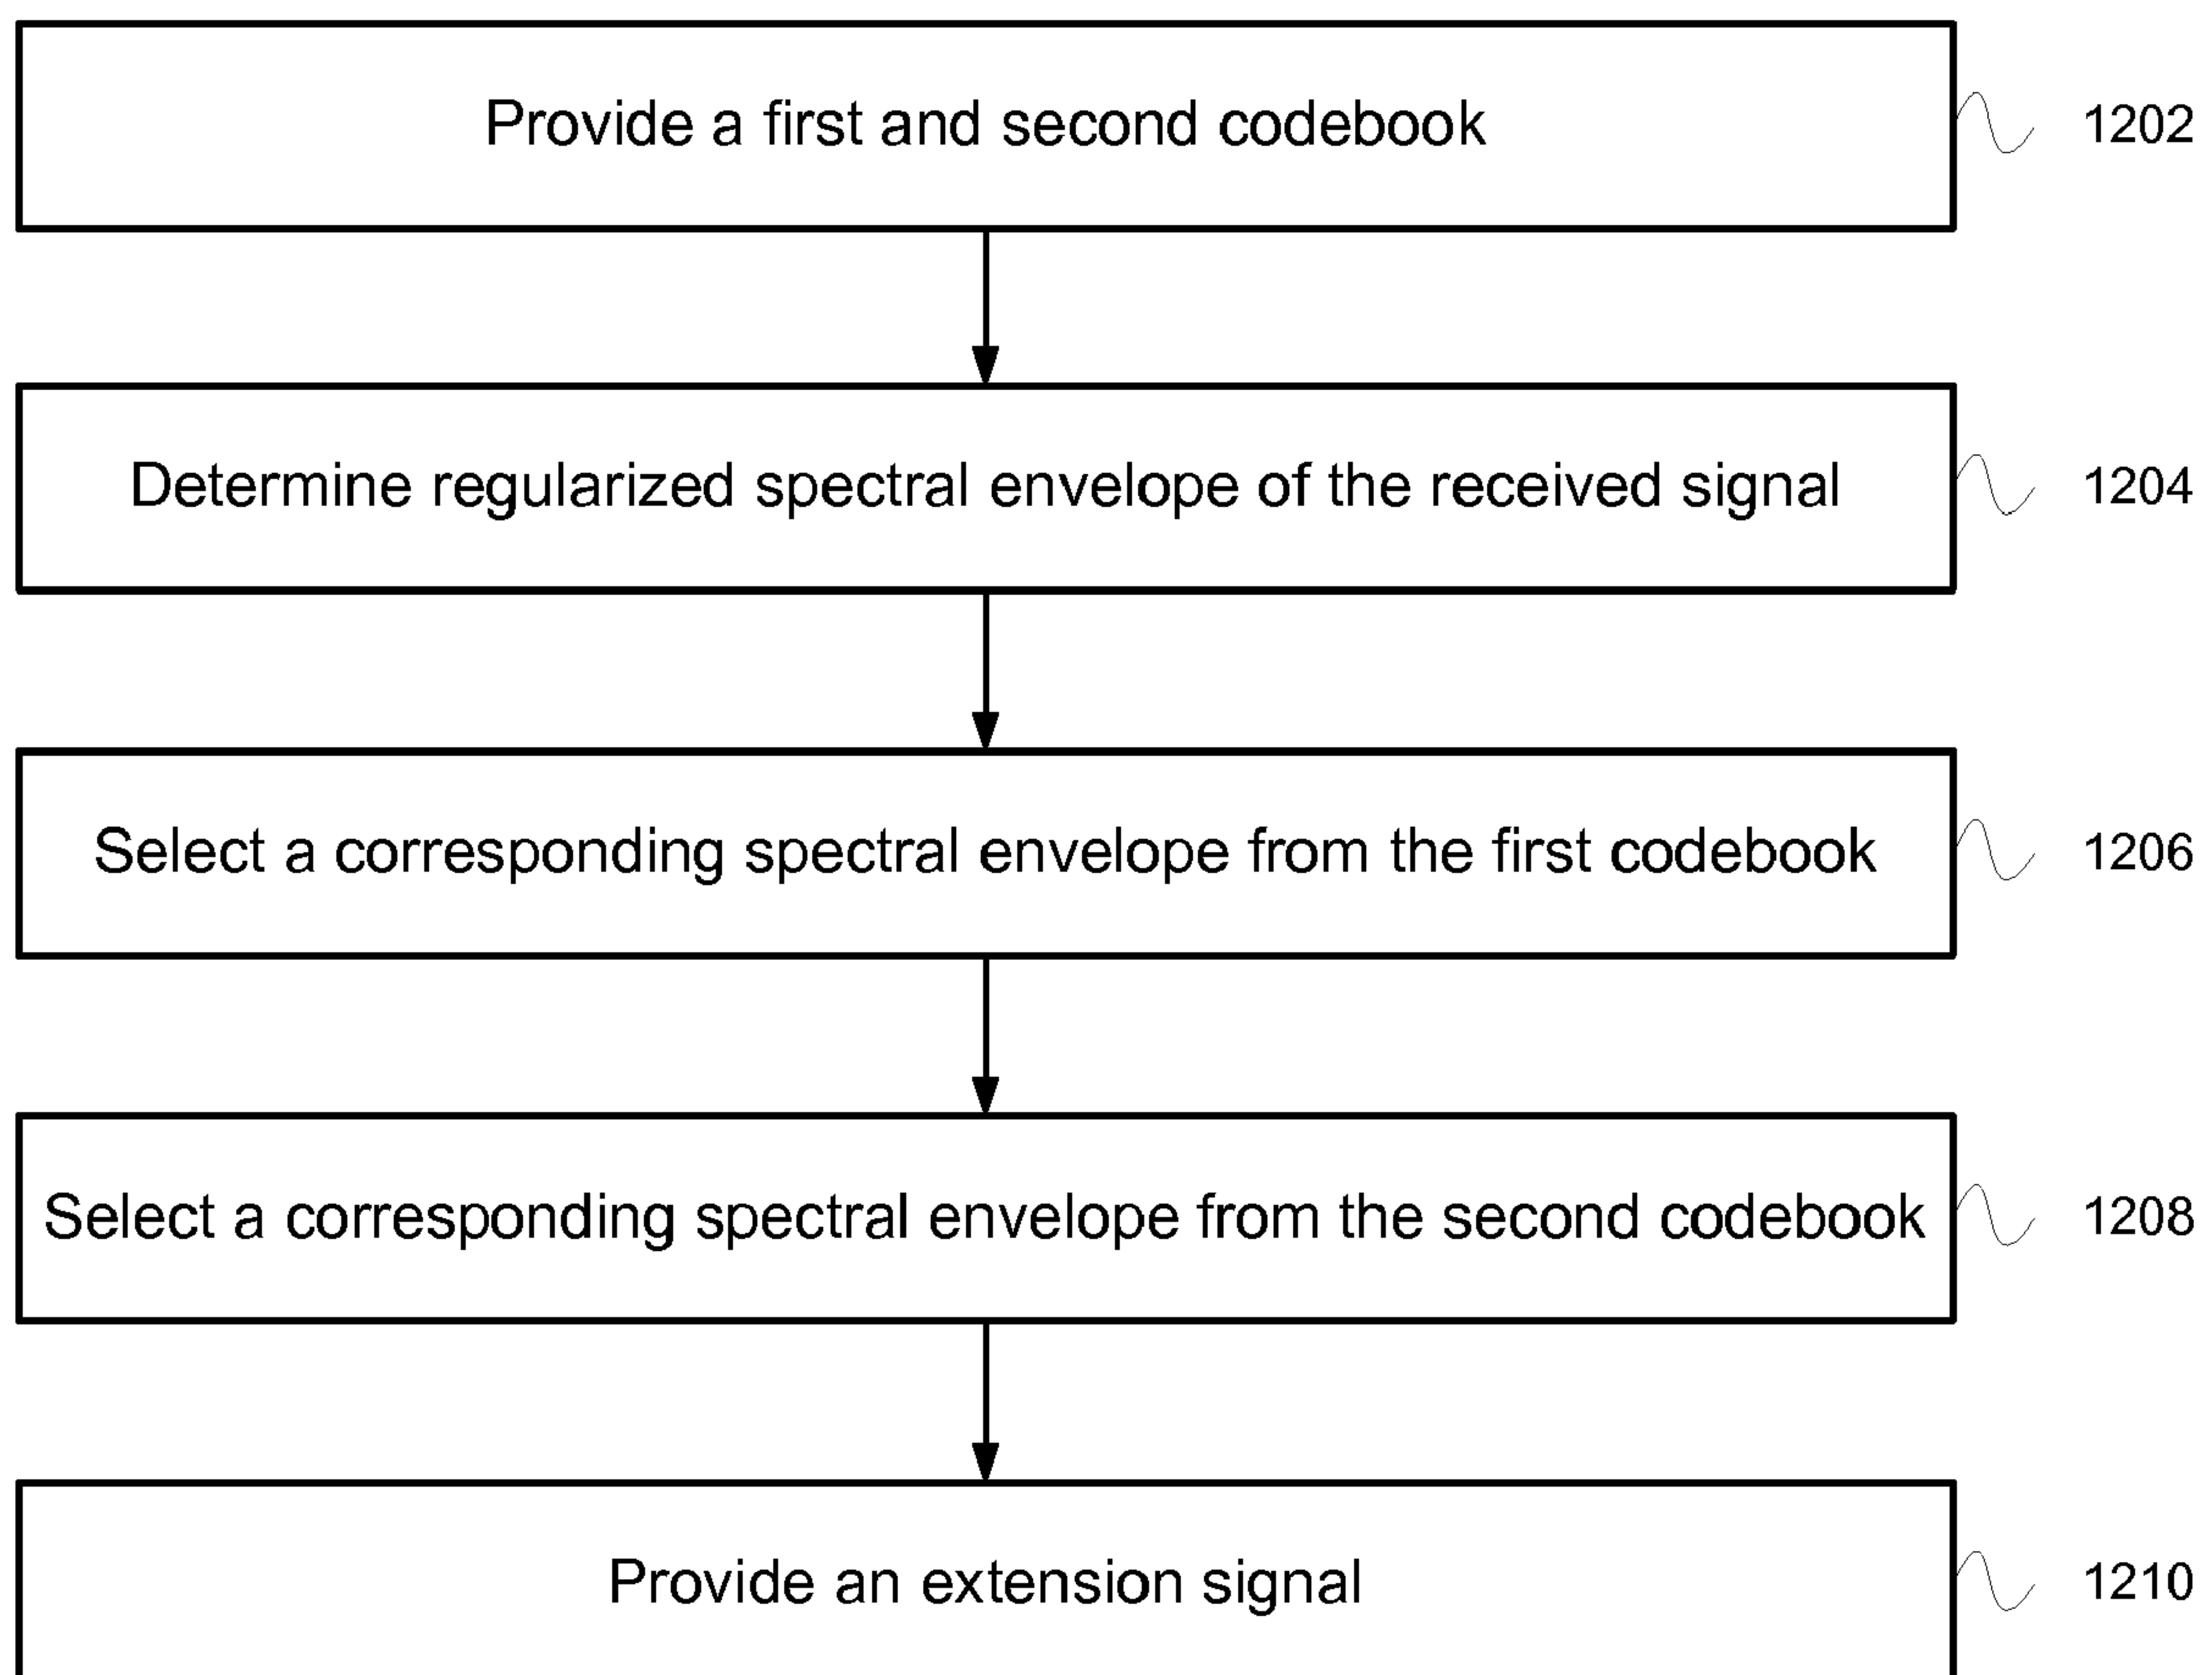 Provide a first and second codebook 1202
Determine regularized spectral envelope of the received signal 1204
Select a corresponding spectral envelope from the first codebook 1206
Select a corresponding spectral envelope from the second codebook 1208
Provide an extension signal 1210